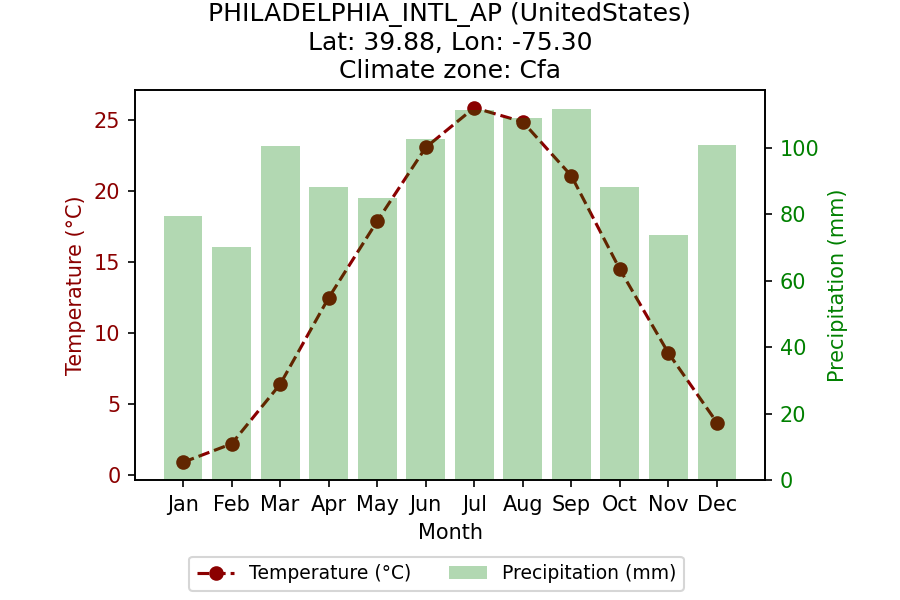 PHILADELPHIA_INTL_AP (UnitedStates)
Lat: 39.88, Lon: -75.30
Climate zone: Cfa
25
20
15
10
5
0
Temperature (°C)
100
80
60
40
20
0
Precipitation (mm)
Jan Feb Mar Apr May Jun Jul Aug Sep Oct Nov Dec
Month
Temperature (°C) Precipitation (mm)